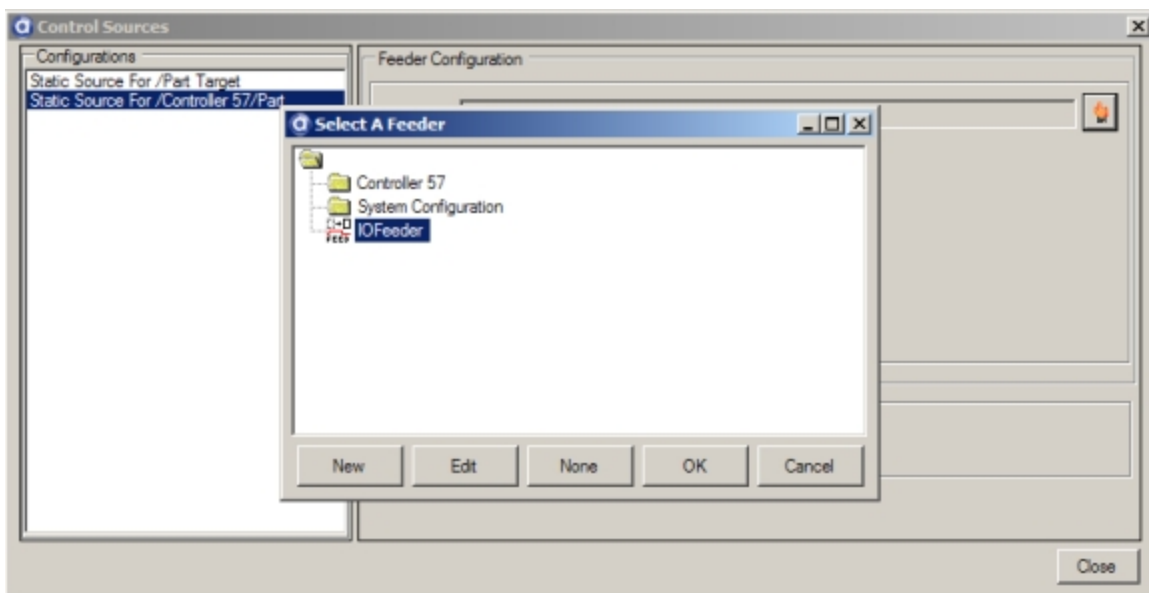 Control Sources
Configurations
Static Source For /Part Target
Static Source For /Controller 57/Part
Feeder Configuration
Select A Feeder
Controller 57
System Configuration
FEED
IOFeeder
New
Edit
None
OK
Cancel
Close